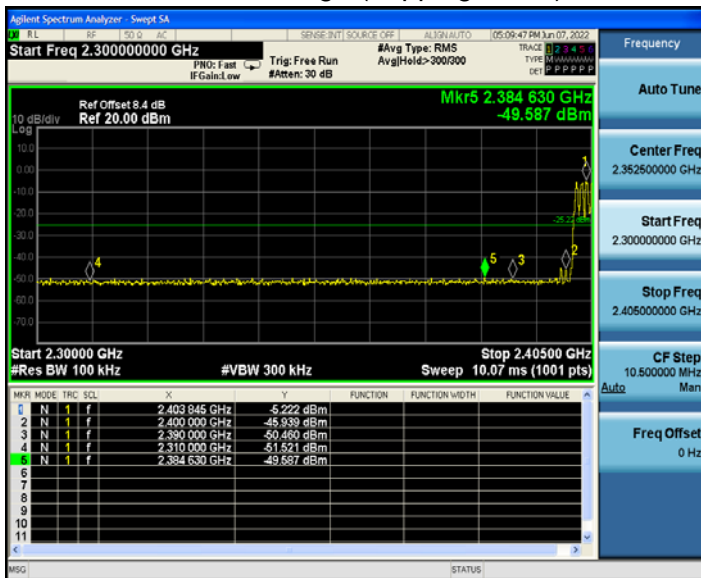 Agilent Spectrum Analyzer - Swept SA
RL RF 50 Ω AC SENSE:INT SOURCE OFF ALIGN AUTO 05:09:47 PM Jun 07, 2022
Start Freq 2.300000000 GHz
PNO: Fast
IFGain:Low
Trig: Free Run
#Atten: 30 dB
#Avg Type: RMS
Avg|Hold:>300/300
TRACE 1 2 3 4 5 6
TYPE M
DET P P P P P P
Frequency
Mkr5 2.384 630 GHz
-49.587 dBm
Ref Offset 8.4 dB
10 dB/div Ref 20.00 dBm
Log
10.0
0.00
-10.0
-20.0
-30.0
-40.0
-50.0
-60.0
-70.0
1
-25.22 dBm
4
5
3
2
Start 2.30000 GHz Stop 2.40500 GHz
#Res BW 100 kHz #VBW 300 kHz Sweep 10.07 ms (1001 pts)
MKR MODE TRC SCL X Y FUNCTION FUNCTION WIDTH FUNCTION VALUE
1 N 1 f 2.403 845 GHz -5.222 dBm
2 N 1 f 2.400 000 GHz -45.939 dBm
3 N 1 f 2.390 000 GHz -50.460 dBm
4 N 1 f 2.310 000 GHz -51.521 dBm
5 N 1 f 2.384 630 GHz -49.587 dBm
6
7
8
9
10
11
MSG STATUS
Auto Tune
Center Freq
2.352500000 GHz
Start Freq
2.300000000 GHz
Stop Freq
2.405000000 GHz
CF Step
10.500000 MHz
Auto Man
Freq Offset
0 Hz